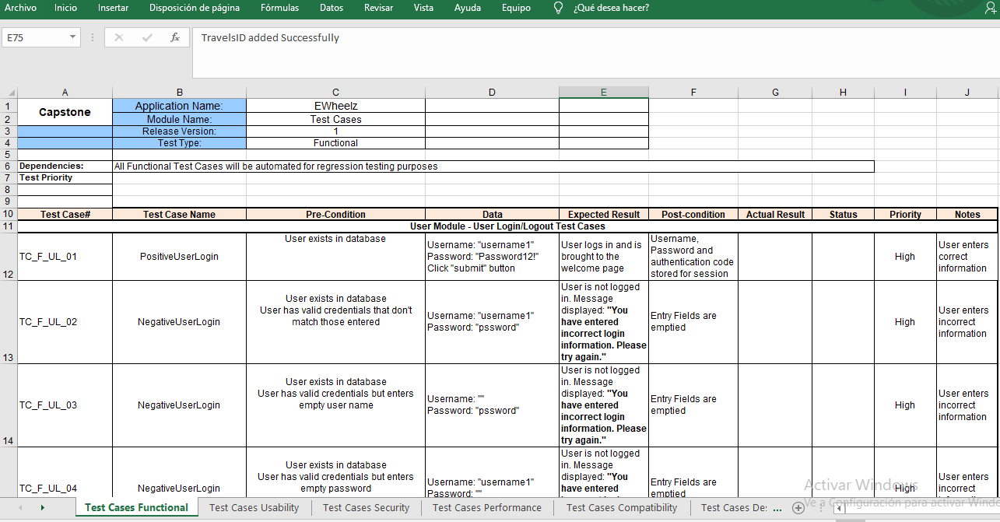 Archivo Inicio Insertar Disposición de página Fórmulas Datos Revisar Vista Ayuda Equipo ¿Qué desea hacer?
E75 fx TravelsID added Successfully
A B C D E F G H I J
1 Capstone Application Name: EWheelz
2 Module Name: Test Cases
3 Release Version: 1
4 Test Type: Functional
5
6 Dependencies: All Functional Test Cases will be automated for regression testing purposes
7 Test Priority
8
9
10 Test Case# Test Case Name Pre-Condition Data Expected Result Post-condition Actual Result Status Priority Notes
11 User Module - User Login/Logout Test Cases
12
TC_F_UL_01
PositiveUserLogin
User exists in database
Username: "username1"
Password: "Password12!"
Click "submit" button
User logs in and is
brought to the
welcome page
Username,
Password and
authentication code
stored for session
High
User enters
correct
information
13
TC_F_UL_02
NegativeUserLogin
User exists in database
User has valid credentials that don't
match those entered
Username: "username1"
Password: "pssword"
User is not logged
in. Message
displayed: "You
have entered
incorrect login
information. Please
try again."
Entry Fields are
emptied
High
User enters
incorrect
information
14
TC_F_UL_03
NegativeUserLogin
User exists in database
User has valid credentials but enters
empty user name
Username: ""
Password: "pssword"
User is not logged
in. Message
displayed: "You
have entered
incorrect login
information. Please
try again."
Entry Fields are
emptied
High
User enters
incorrect
information
TC_F_UL_04
NegativeUserLogin
User exists in database
User has valid credentials but enters
empty password
Username: "username1"
Password: ""
User is not logged
in. Message
displayed: "You
have entered
Entry Fields are
emptied
High
User enters
incorrect
Activar Windows
Ve a Configuración para activar Wind
Test Cases Functional Test Cases Usability Test Cases Security Test Cases Performance Test Cases Compatibility Test Cases De: ...